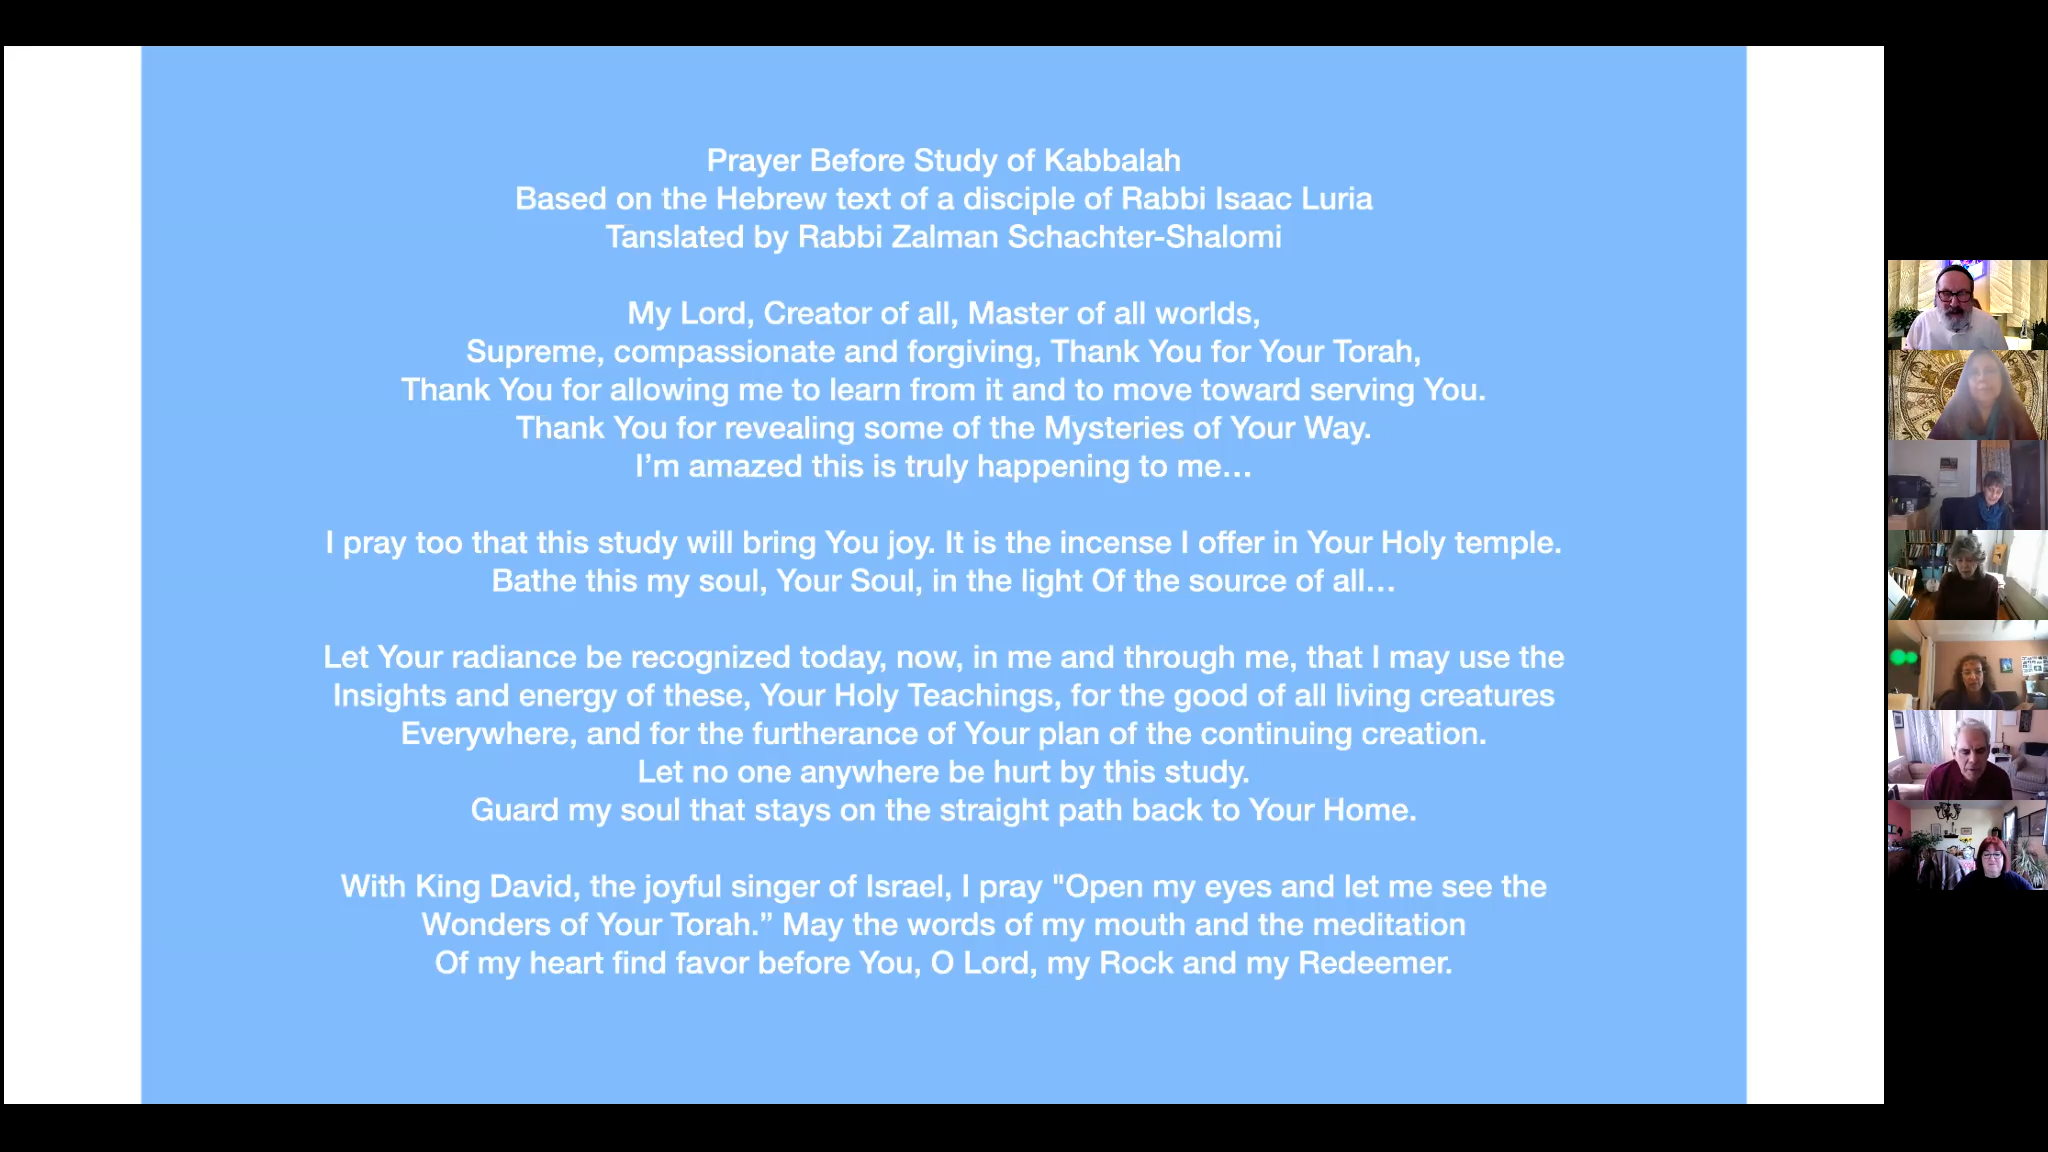 Prayer Before Study of Kabbalah
Based on the Hebrew text of a disciple of Rabbi Isaac Luria
Tanslated by Rabbi Zalman Schachter-Shalomi
My Lord, Creator of all, Master of all worlds,
Supreme, compassionate and forgiving, Thank You for Your Torah,
Thank You for allowing me to learn from it and to move toward serving You.
Thank You for revealing some of the Mysteries of Your Way.
I’m amazed this is truly happening to me…
I pray too that this study will bring You joy. It is the incense I offer in Your Holy temple.
Bathe this my soul, Your Soul, in the light Of the source of all…
Let Your radiance be recognized today, now, in me and through me, that I may use the
Insights and energy of these, Your Holy Teachings, for the good of all living creatures
Everywhere, and for the furtherance of Your plan of the continuing creation.
Let no one anywhere be hurt by this study.
Guard my soul that stays on the straight path back to Your Home.
With King David, the joyful singer of Israel, I pray "Open my eyes and let me see the
Wonders of Your Torah.” May the words of my mouth and the meditation
Of my heart find favor before You, O Lord, my Rock and my Redeemer.